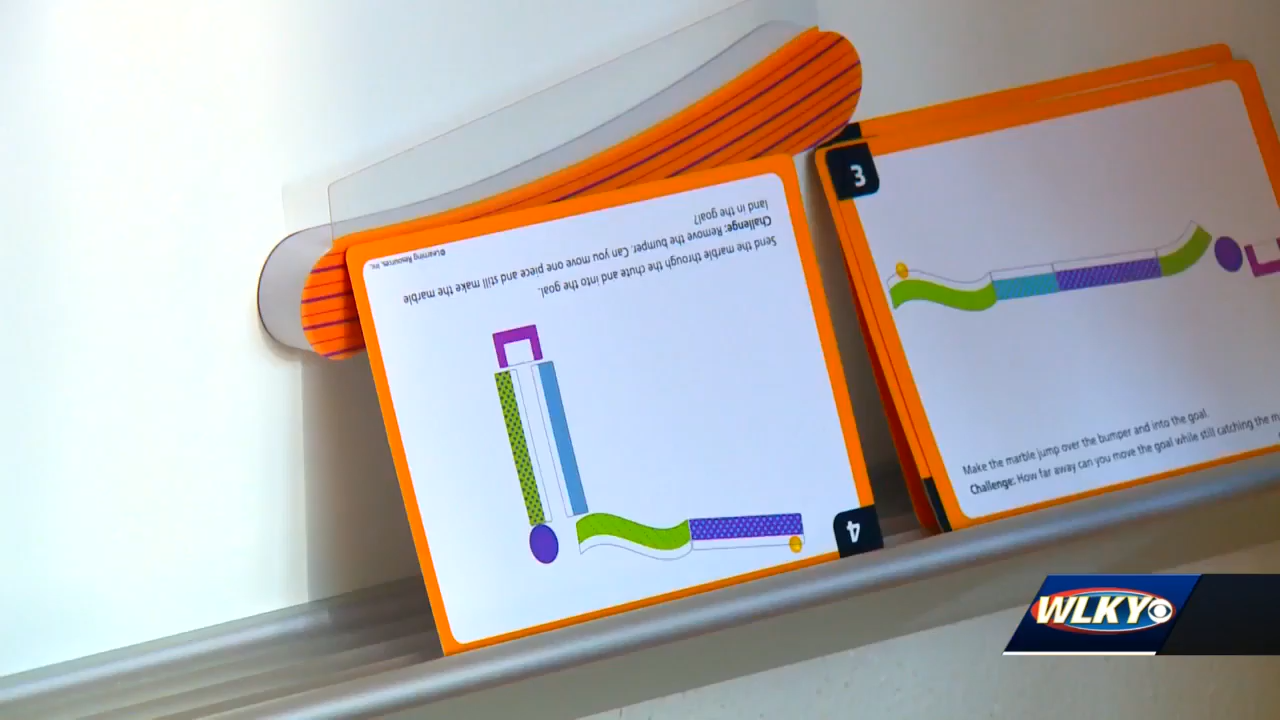 Send the marble through the chute and into the goal.
Challenge: Remove the bumper. Can you move one piece and still make the marble
land in the goal?
©Learning Resources, Inc.
4
3
Make the marble jump over the bumper and into the goal.
Challenge: How far away can you move the goal while still catching the
WLKY